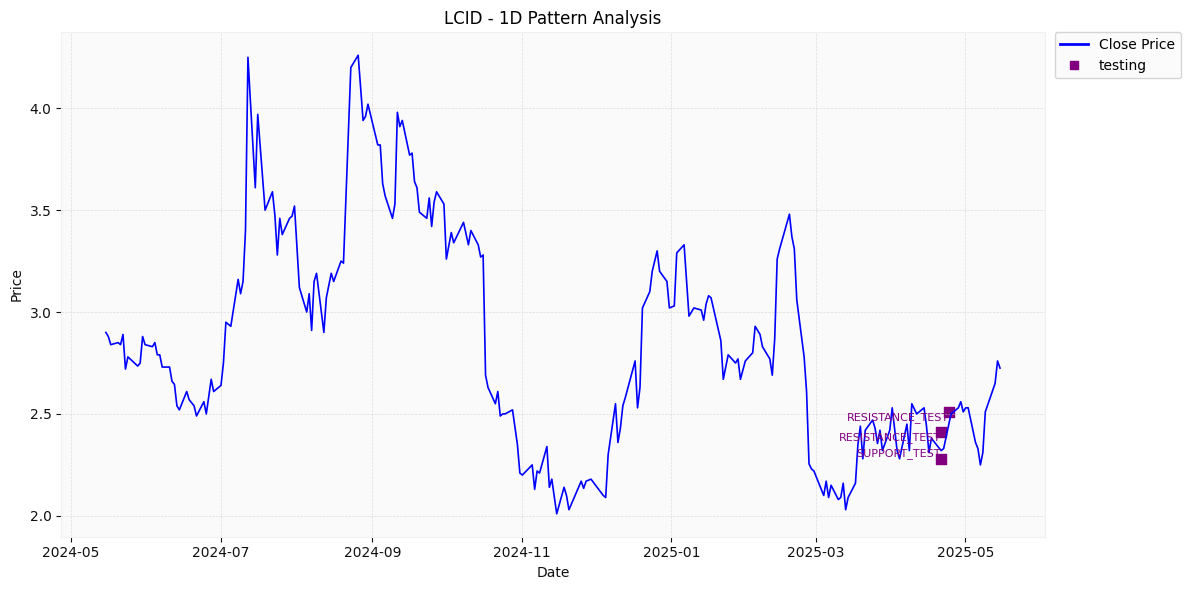 LCID - 1D Pattern Analysis
Close Price
testing
4.0
3.5
3.0
2.5
2.0
Price
RESISTANCE_TEST
RESISTANCE_TEST
SUPPORT_TEST
2024-05
2024-07
2024-09
2024-11
2025-01
2025-03
2025-05
Date